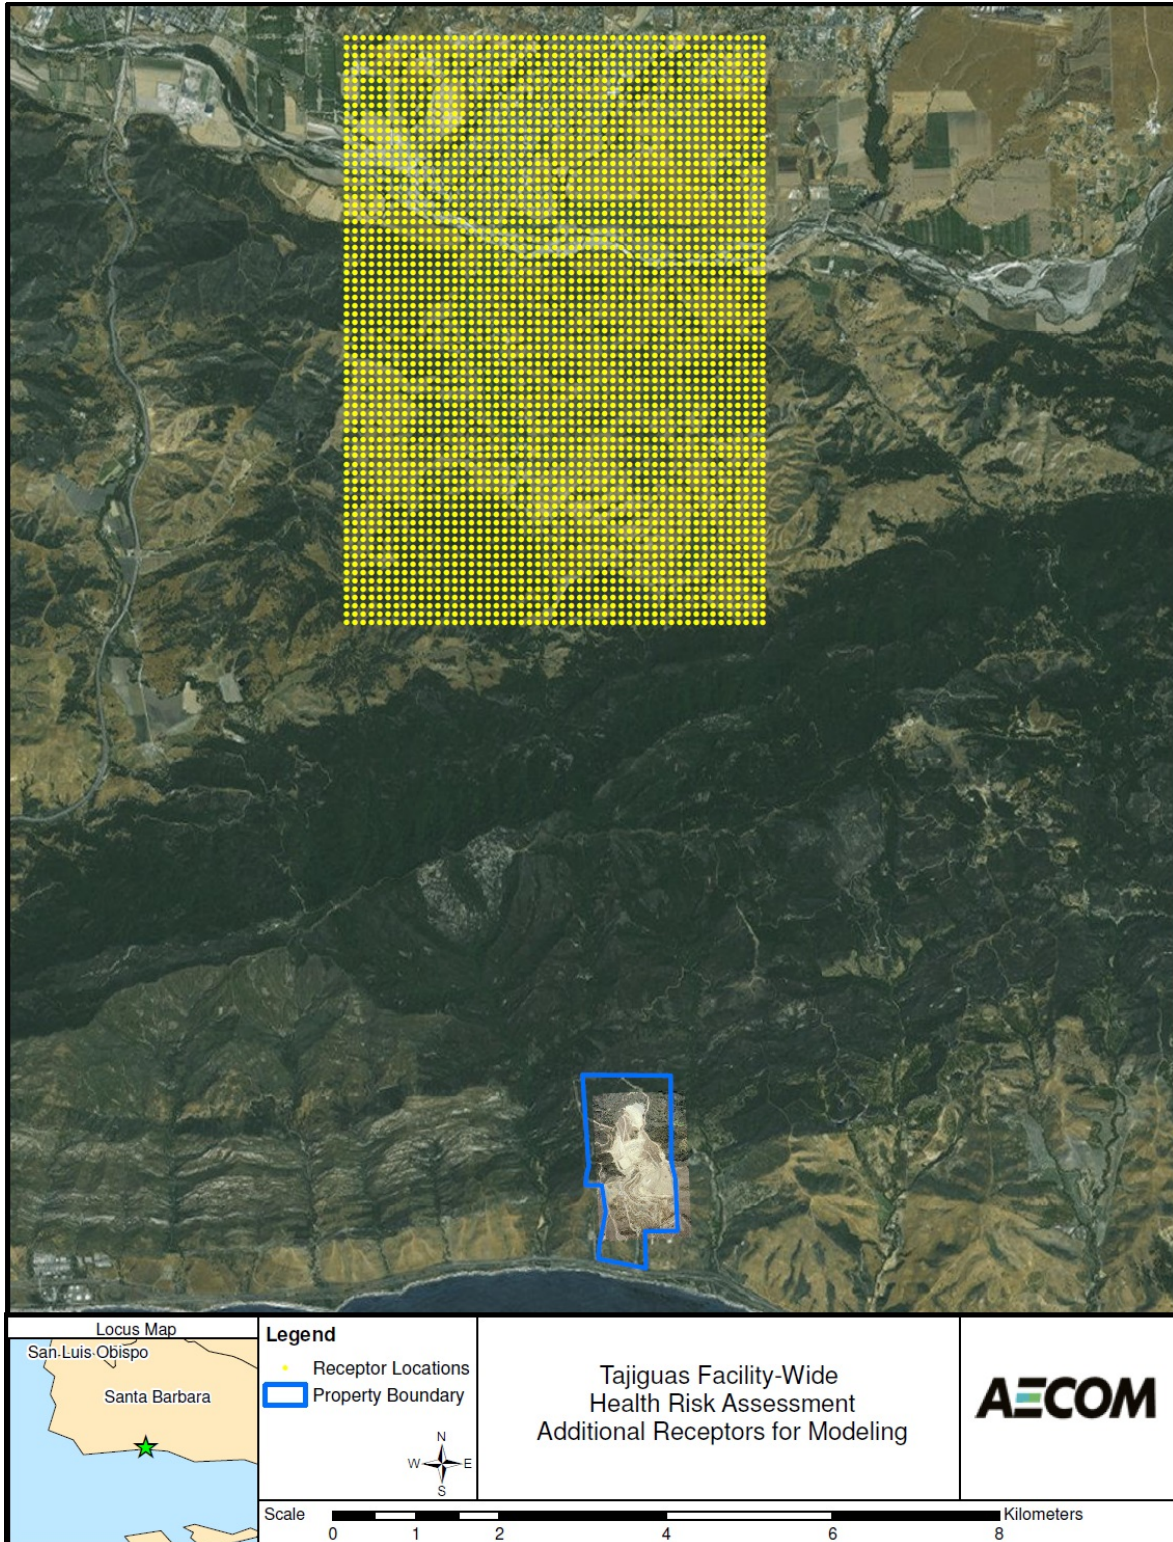 Locus Map
San Luis Obispo
Santa Barbara
Legend
Receptor Locations
Property Boundary
N
W E
S
Tajiguas Facility-Wide
Health Risk Assessment
Additional Receptors for Modeling
AECOM
Scale
Kilometers
0 1 2 4 6 8